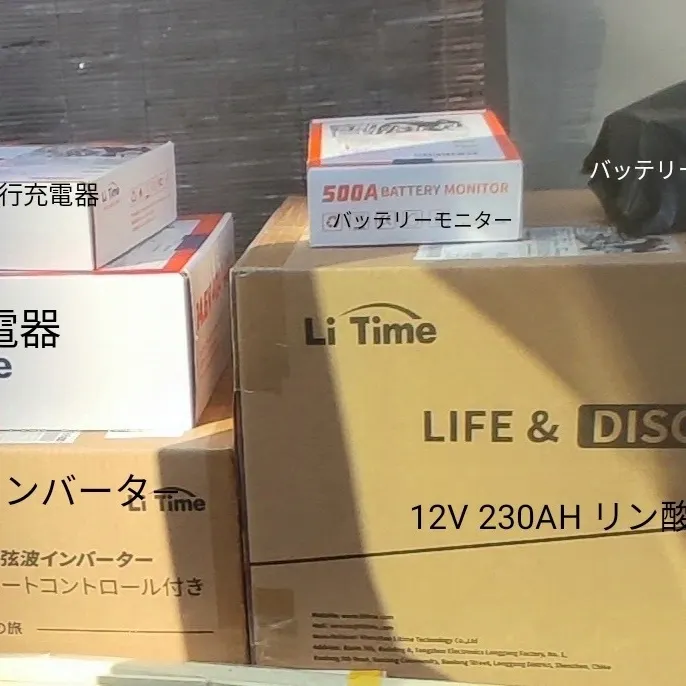 バッテリー
行充電器
Li Time
500A BATTERY MONITOR
バッテリーモニター
電器
e
Li Time
LIFE & DISC
ンバーター
Li Time
12V 230AH リン酸
弦波インバーター
ートコントロール付き
の旅